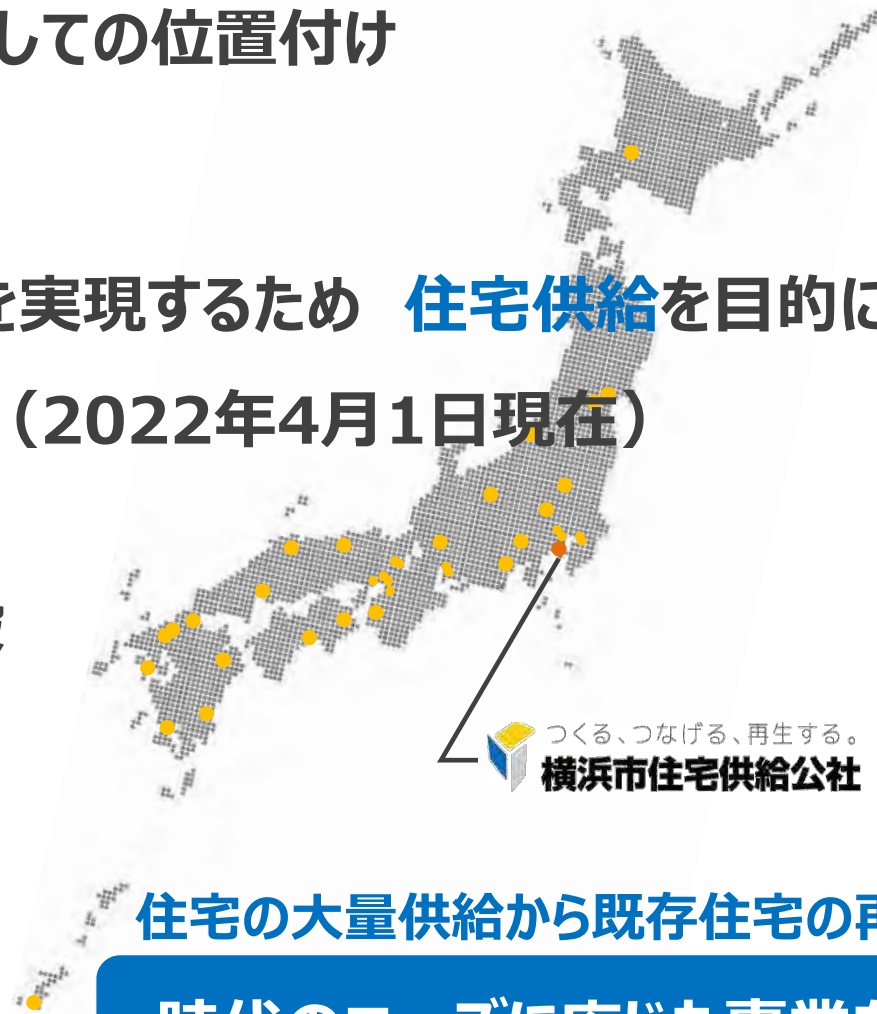 しての位置付け
を実現するため　住宅供給を目的に
（2022年4月1日現在）
つくる、つなげる、再生する。
横浜市住宅供給公社
住宅の大量供給から既存住宅の再